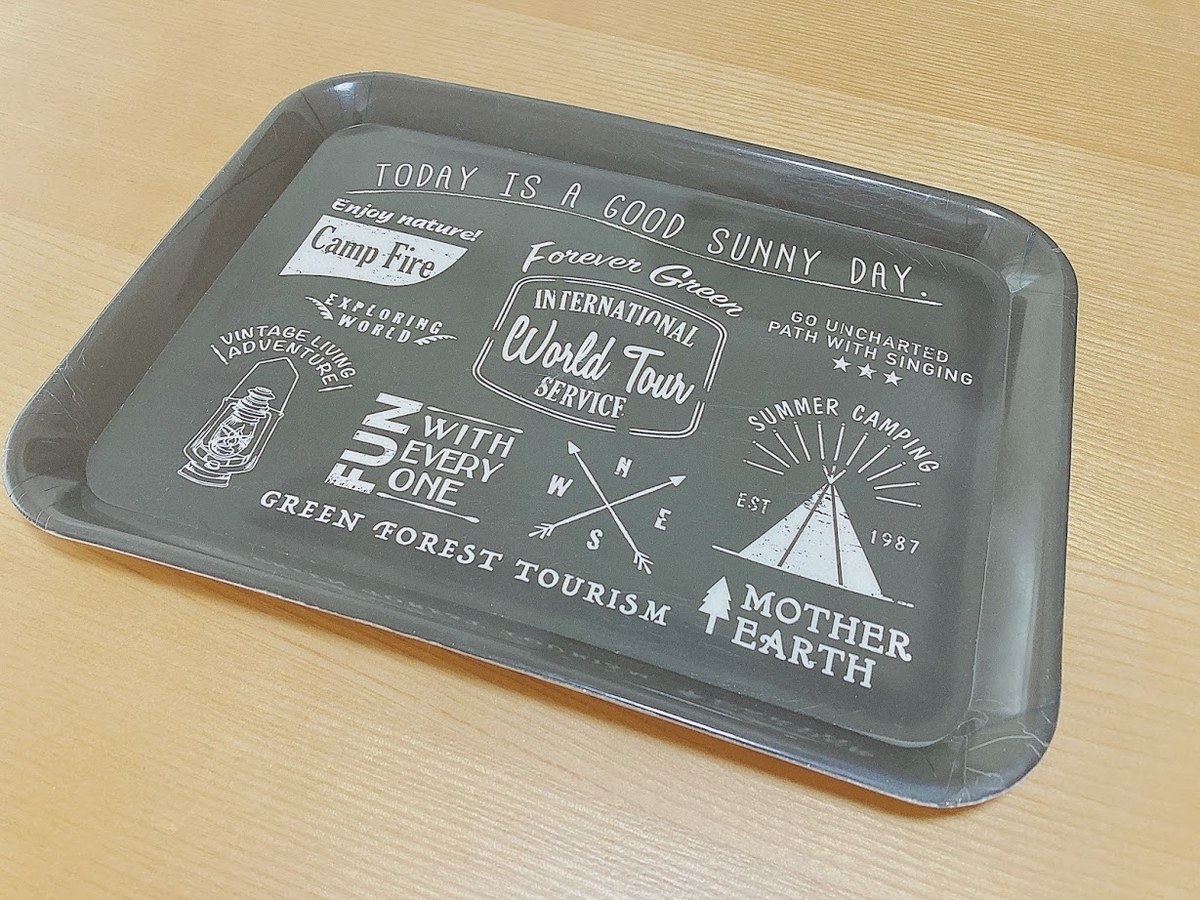 TODAY IS A GOOD SUNNY DAY.
Enjoy nature!
Camp Fire
EXPLORING
WORLD
Forever Green
INTERNATIONAL
World Tour
SERVICE
GO UNCHARTED
PATH WITH SINGING
VINTAGE LIVING
ADVENTURE
FUN
WITH
EVERY
ONE
N
W
E
S
SUMMER CAMPING
EST
1987
GREEN FOREST TOURISM
MOTHER
EARTH